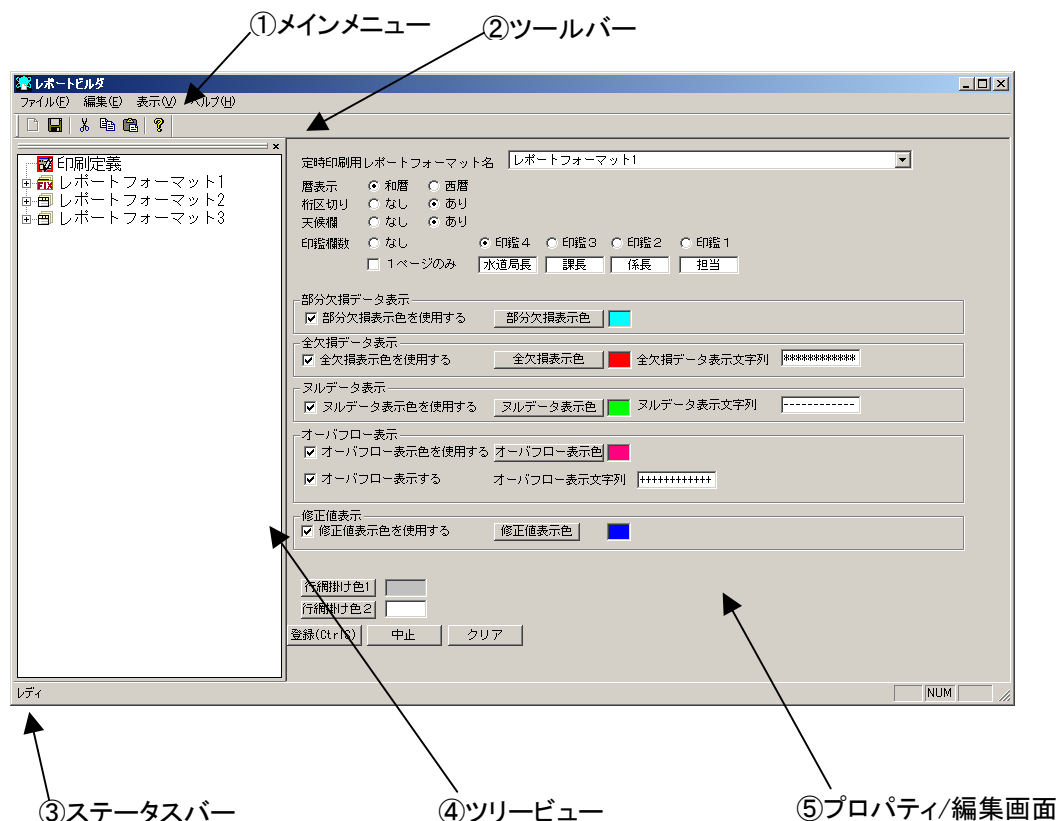 ①メインメニュー
②ツールバー
レポートビルダ
ファイル(F) 編集(E) 表示(V) ヘルプ(H)
印刷定義
レポートフォーマット1
レポートフォーマット2
レポートフォーマット3
定時印刷用レポートフォーマット名 レポートフォーマット1
暦表示 和暦 西暦
桁区切り なし あり
天候欄 なし あり
印鑑欄数 なし 印鑑4 印鑑3 印鑑2 印鑑1
1ページのみ 水道局長 課長 係長 担当
部分欠損データ表示
部分欠損表示色を使用する 部分欠損表示色
全欠損データ表示
全欠損表示色を使用する 全欠損表示色 全欠損データ表示文字列 ************
ヌルデータ表示
ヌルデータ表示色を使用する ヌルデータ表示色 ヌルデータ表示文字列 ------------
オーバフロー表示
オーバフロー表示色を使用する オーバフロー表示色
オーバフロー表示する オーバフロー表示文字列 ++++++++++++
修正値表示
修正値表示色を使用する 修正値表示色
行網掛け色1
行網掛け色2
登録(CtrlS) 中止 クリア
レディ NUM
③ステータスバー
④ツリービュー
⑤プロパティ/編集画面